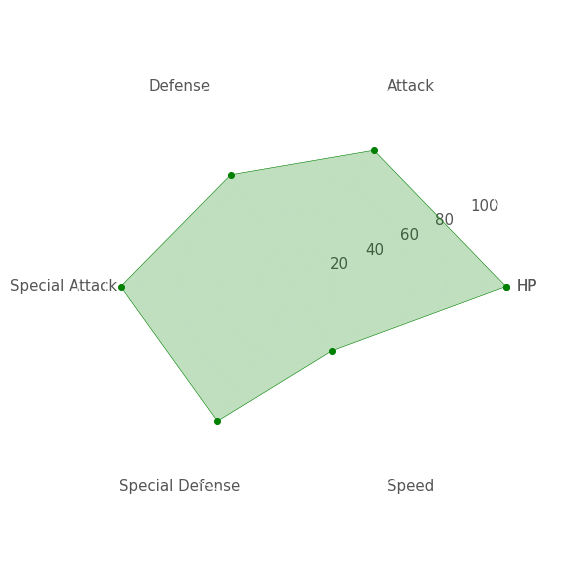 Defense
Attack
100
80
60
40
20
Special Attack
HP
Special Defense
Speed